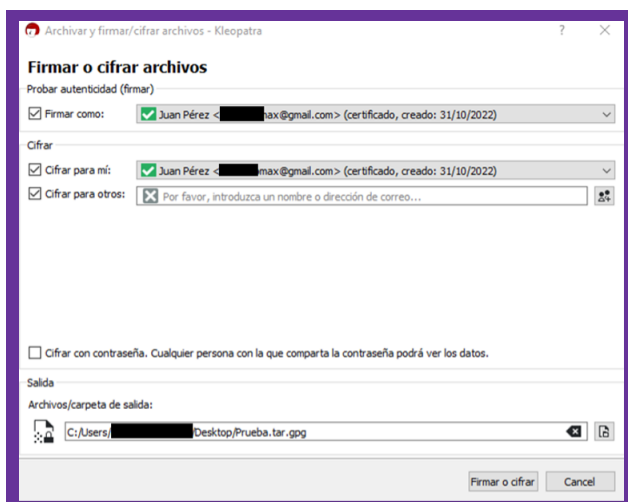 Archivar y firmar/cifrar archivos - Kleopatra ?
Firmar o cifrar archivos
Probar autenticidad (firmar)
Firmar como: Juan Pérez < max@gmail.com> (certificado, creado: 31/10/2022)
Cifrar
Cifrar para mí: Juan Pérez < max@gmail.com> (certificado, creado: 31/10/2022)
Cifrar para otros: Por favor, introduzca un nombre o dirección de correo...
Cifrar con contraseña. Cualquier persona con la que comparta la contraseña podrá ver los datos.
Salida
Archivos/carpeta de salida:
C:/Users/ /Desktop/Prueba.tar.gpg
Firmar o cifrar Cancel